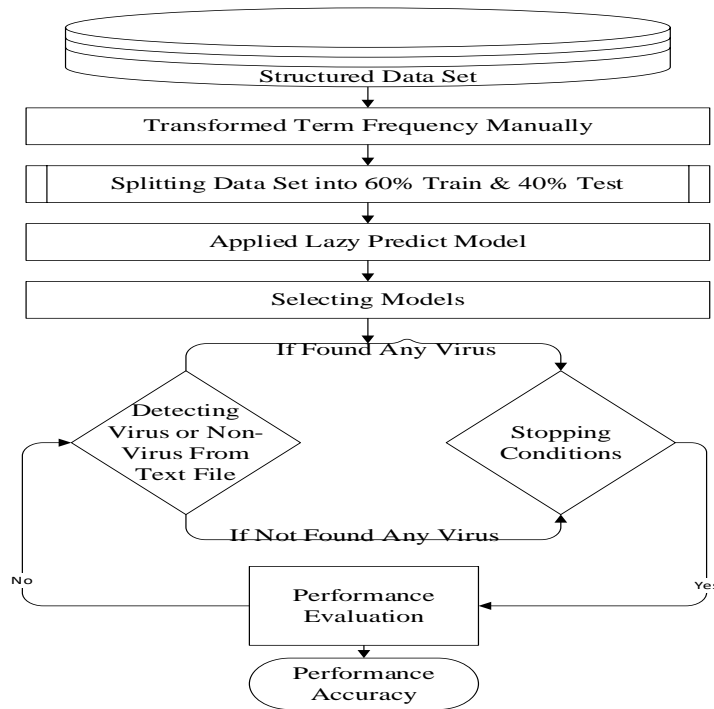 Structured Data Set
Transformed Term Frequency Manually
Splitting Data Set into 60% Train & 40% Test
Applied Lazy Predict Model
Selecting Models
If Found Any Virus
Detecting
Virus or Non-
Virus From
Text File
Stopping
Conditions
If Not Found Any Virus
No
Yes
Performance
Evaluation
Performance
Accuracy